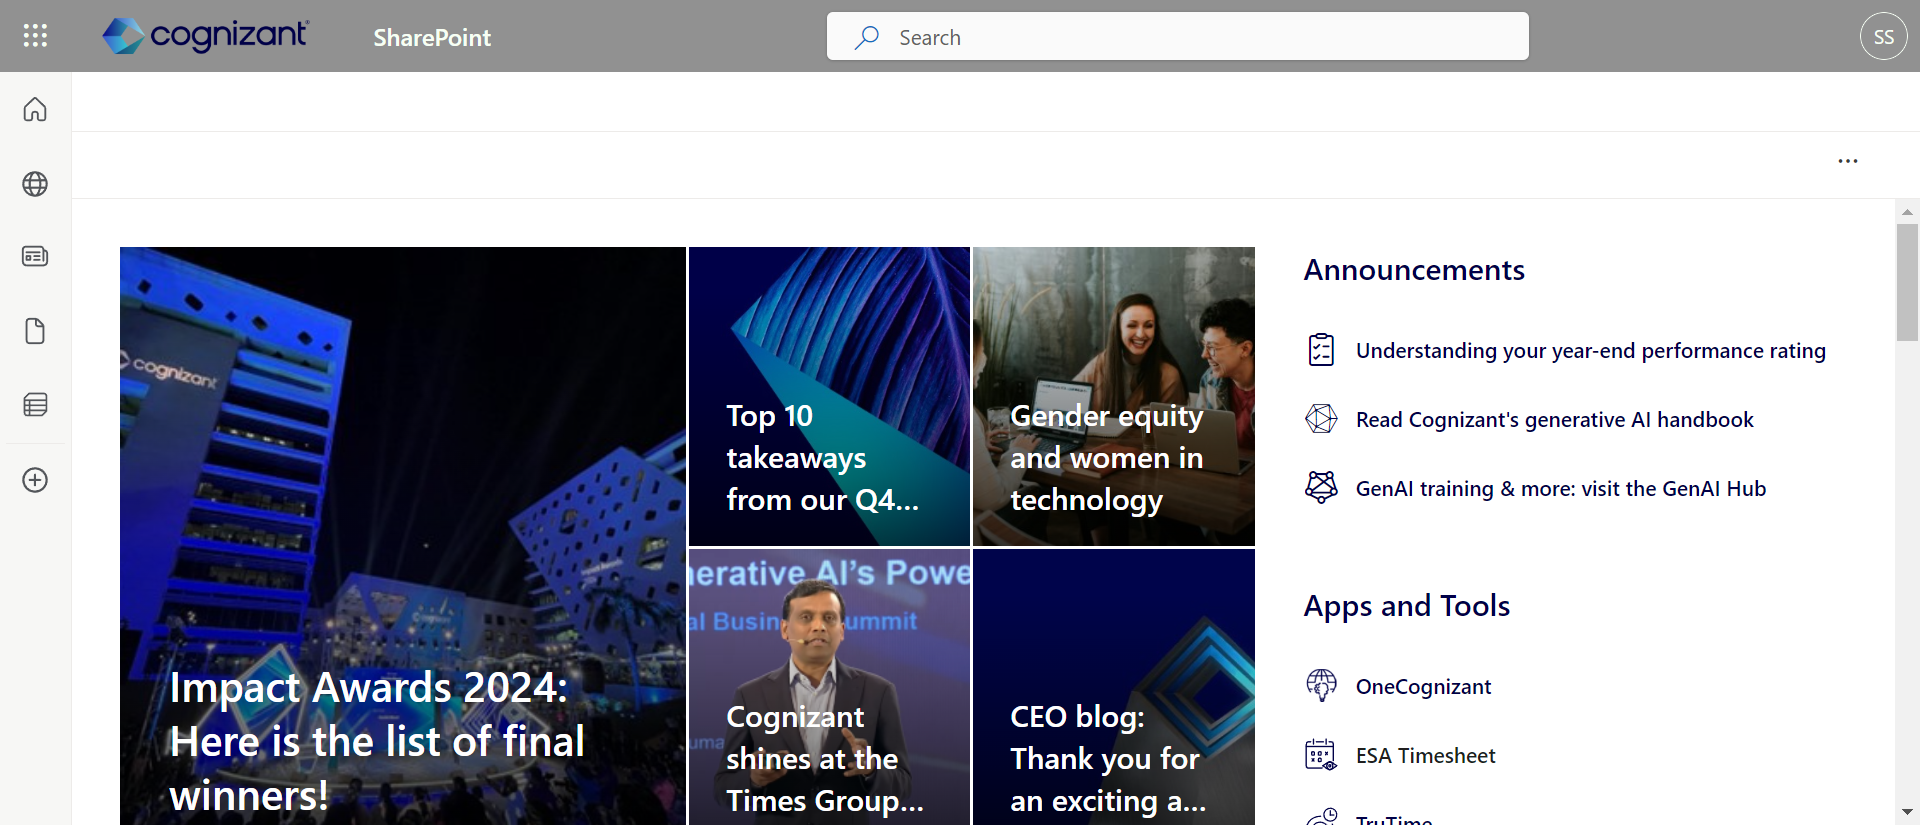 cognizant
SharePoint
Search
SS
cognizant
Impact Awards 2024:
Here is the list of final
winners!
Top 10
takeaways
from our Q4...
Gender equity
and women in
technology
nerative AI's Powe
al Busin
ummit
uma
Cognizant
shines at the
Times Group...
CEO blog:
Thank you for
an exciting a...
Announcements
Understanding your year-end performance rating
Read Cognizant's generative AI handbook
GenAI training & more: visit the GenAI Hub
Apps and Tools
OneCognizant
ESA Timesheet
TruTime